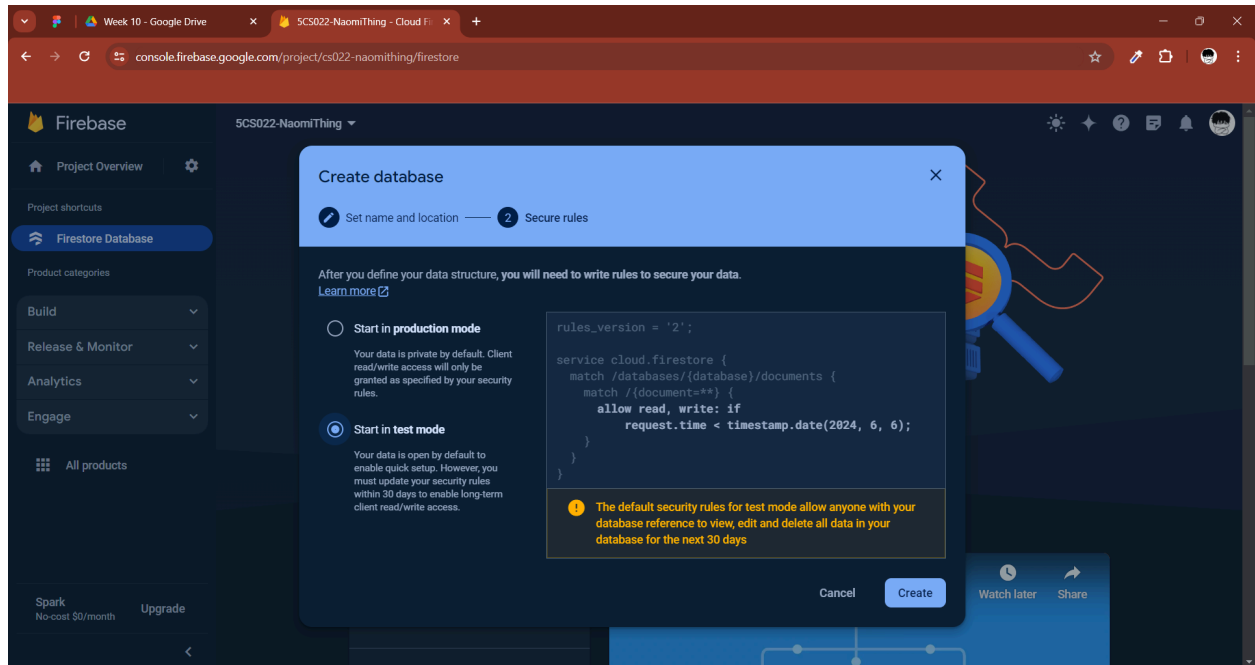 Week 10 - Google Drive
5CS022-NaomiThing - Cloud Fi
console.firebase.google.com/project/cs022-naomithing/firestore
Firebase
5CS022-NaomiThing
Project Overview
Project shortcuts
Firestore Database
Product categories
Build
Release & Monitor
Analytics
Engage
All products
Spark
No-cost $0/month
Upgrade
Create database
Set name and location
2 Secure rules
After you define your data structure, you will need to write rules to secure your data.
Learn more
Start in production mode
Your data is private by default. Client
read/write access will only be
granted as specified by your security
rules.
Start in test mode
Your data is open by default to
enable quick setup. However, you
must update your security rules
within 30 days to enable long-term
client read/write access.
rules_version = '2';
service cloud.firestore {
match /databases/{database}/documents {
match /{document=**} {
allow read, write: if
request.time < timestamp.date(2024, 6, 6);
}
}
}
The default security rules for test mode allow anyone with your
database reference to view, edit and delete all data in your
database for the next 30 days
Cancel
Create
Watch later
Share